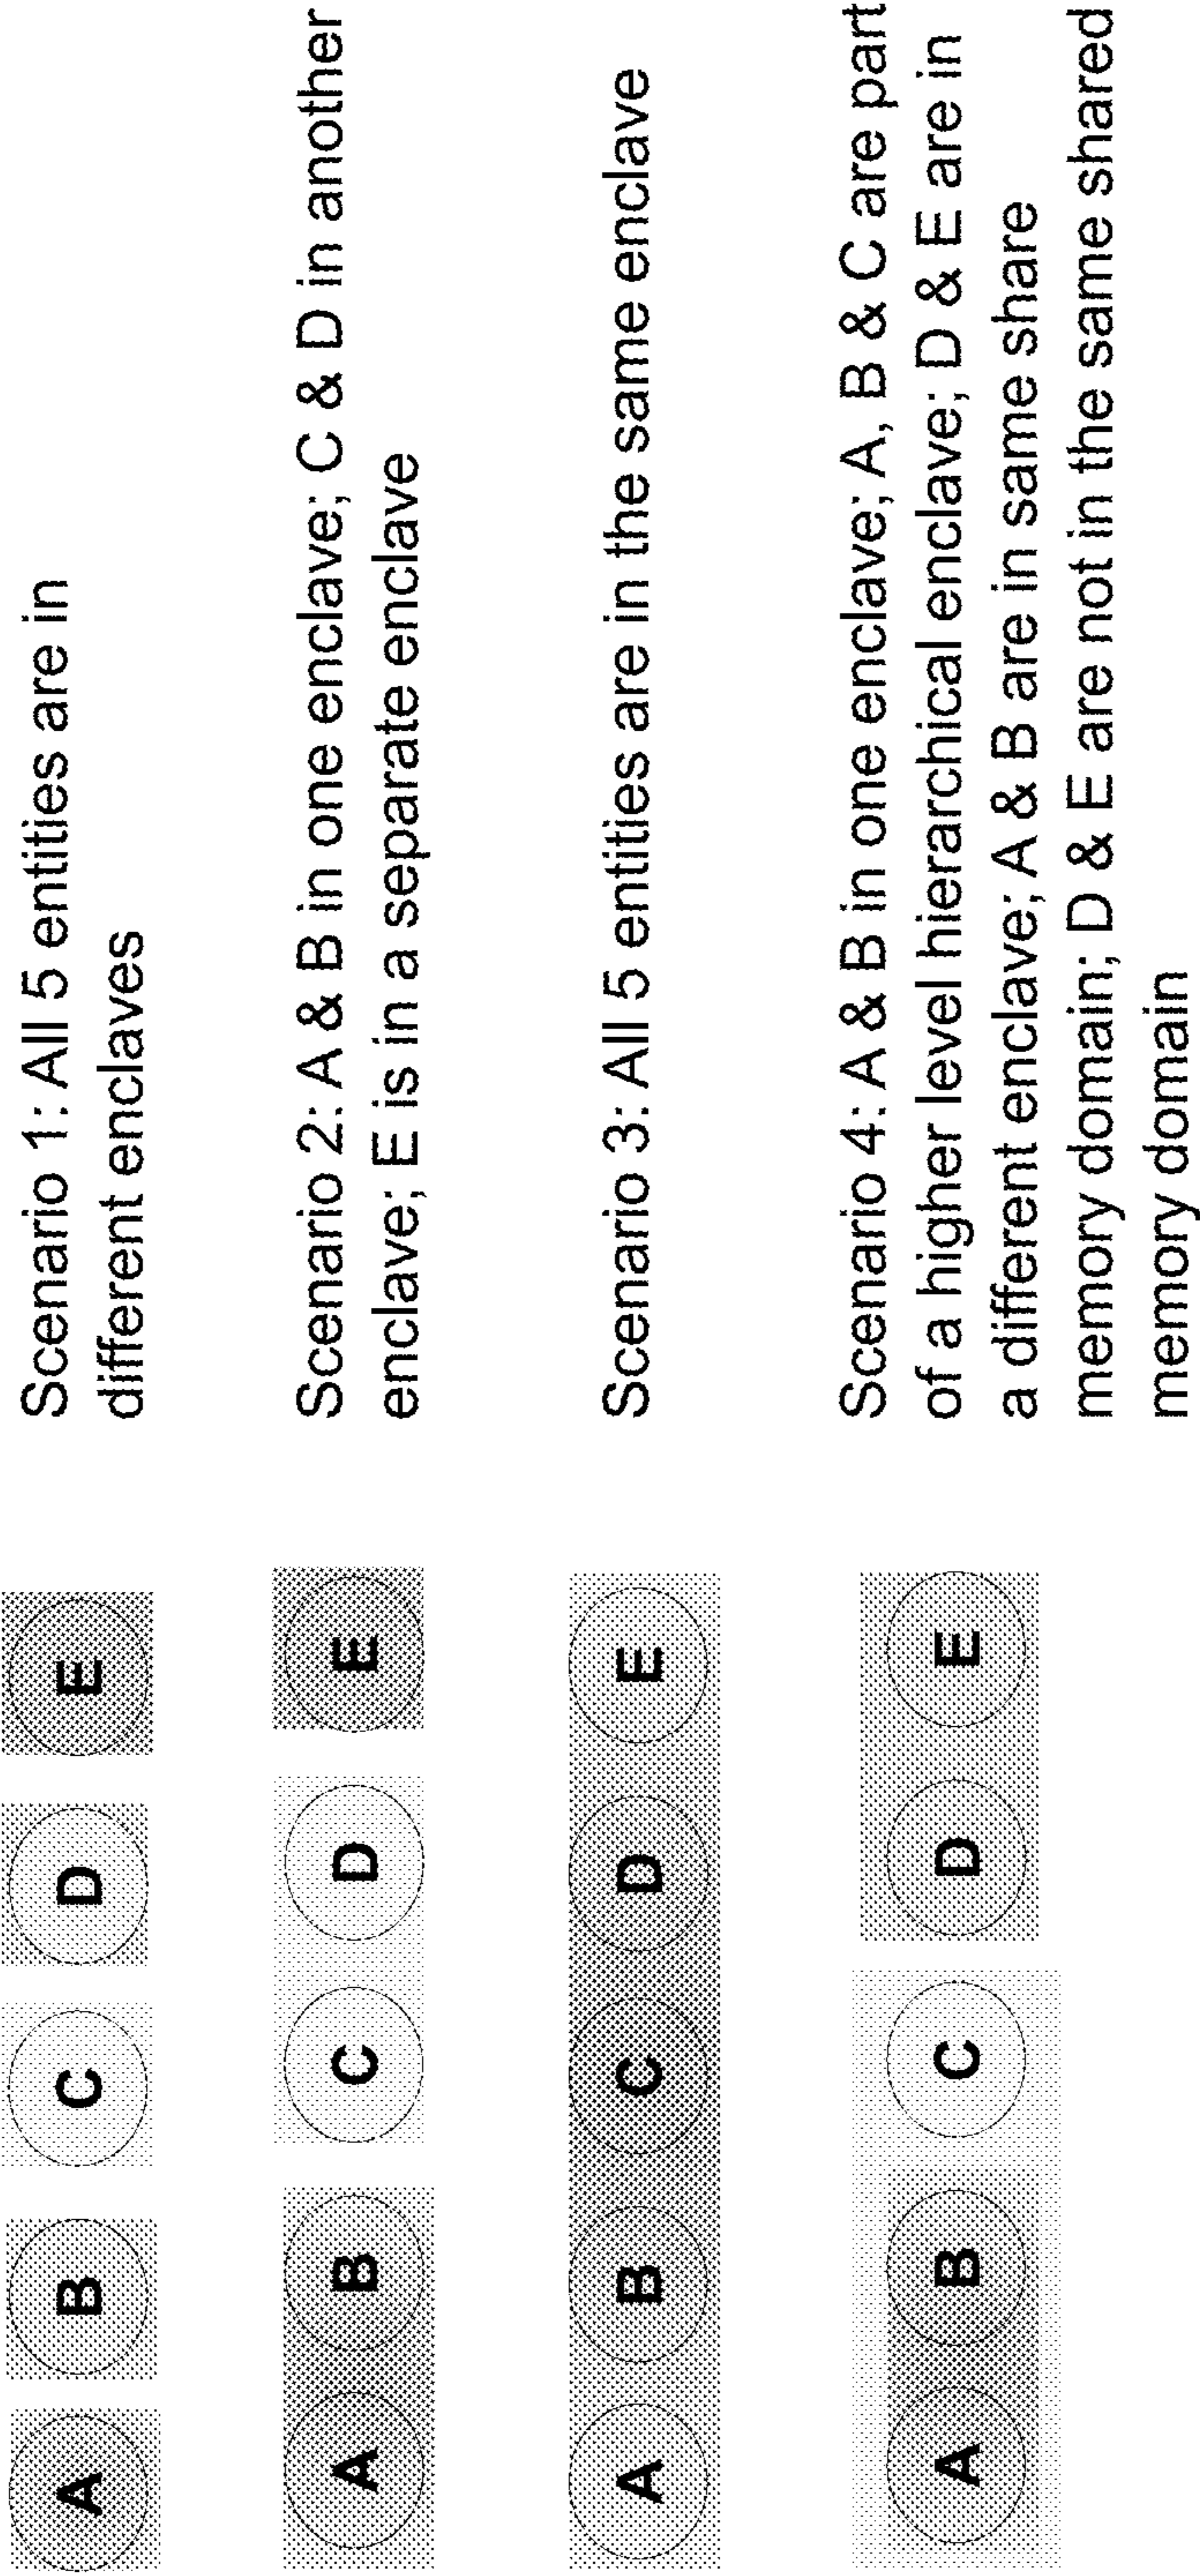 A B C D E
Scenario 1: All 5 entities are in
different enclaves
A B C D E
Scenario 2: A & B in one enclave; C & D in another
enclave; E is in a separate enclave
A B C D E
Scenario 3: All 5 entities are in the same enclave
A B C D E
Scenario 4: A & B in one enclave; A, B & C are part
of a higher level hierarchical enclave; D & E are in
a different enclave; A & B are in same share
memory domain; D & E are not in the same shared
memory domain